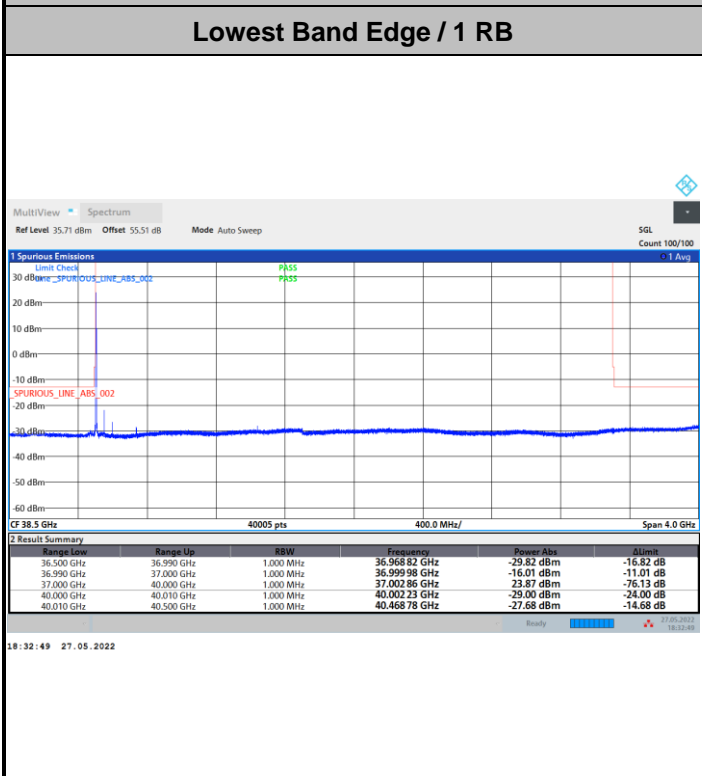 Lowest Band Edge / 1 RB
MultiView Spectrum
Ref Level 35.71 dBm Offset 55.51 dB Mode Auto Sweep SGL
Count 100/100
1 Spurious Emissions 1 Avg
Limit Check PASS
30 dBm Line _SPURIOUS_LINE_ABS_002 PASS
20 dBm
10 dBm
0 dBm
-10 dBm
_SPURIOUS_LINE_ABS_002
-20 dBm
-30 dBm
-40 dBm
-50 dBm
-60 dBm
CF 38.5 GHz 40005 pts 400.0 MHz/ Span 4.0 GHz
2 Result Summary
Range Low Range Up RBW Frequency Power Abs ΔLimit
36.500 GHz 36.990 GHz 1.000 MHz 36.968 82 GHz -29.82 dBm -16.82 dB
36.990 GHz 37.000 GHz 1.000 MHz 36.999 98 GHz -16.01 dBm -11.01 dB
37.000 GHz 40.000 GHz 1.000 MHz 37.002 86 GHz 23.87 dBm -76.13 dB
40.000 GHz 40.010 GHz 1.000 MHz 40.002 23 GHz -29.00 dBm -24.00 dB
40.010 GHz 40.500 GHz 1.000 MHz 40.468 78 GHz -27.68 dBm -14.68 dB
Ready 27.05.2022
18:32:49
18:32:49 27.05.2022